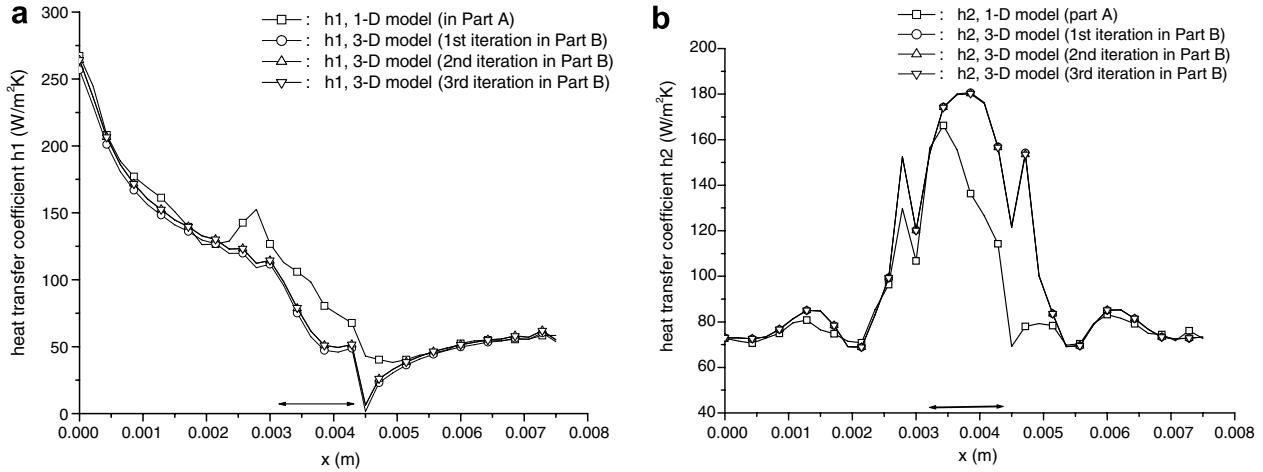 a
h1, 1-D model (in Part A)
h1, 3-D model (1st iteration in Part B)
h1, 3-D model (2nd iteration in Part B)
h1, 3-D model (3rd iteration in Part B)
heat transfer coefficient h1 (W/m²K)
300
250
200
150
100
50
0
0.000 0.001 0.002 0.003 0.004 0.005 0.006 0.007 0.008
x (m)
b
h2, 1-D model (part A)
h2, 3-D model (1st iteration in Part B)
h2, 3-D model (2nd iteration in Part B)
h2, 3-D model (3rd iteration in Part B)
heat transfer coefficient h2 (W/m²K)
200
180
160
140
120
100
80
60
40
0.000 0.001 0.002 0.003 0.004 0.005 0.006 0.007 0.008
x (m)